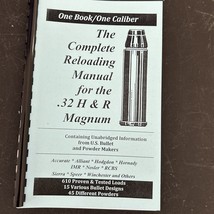 One Book/One Caliber
The
Complete
Reloading
Manual
for the
.32 H & R
Magnum
Containing Unabridged Information
from U.S. Bullet
and Powder Makers
Accurate * Alliant * Hodgdon * Hornady
IMR * Nosler * RCBS
Sierra * Speer * Winchester and Others
610 Proven & Tested Loads
15 Various Bullet Designs
45 Different Powders